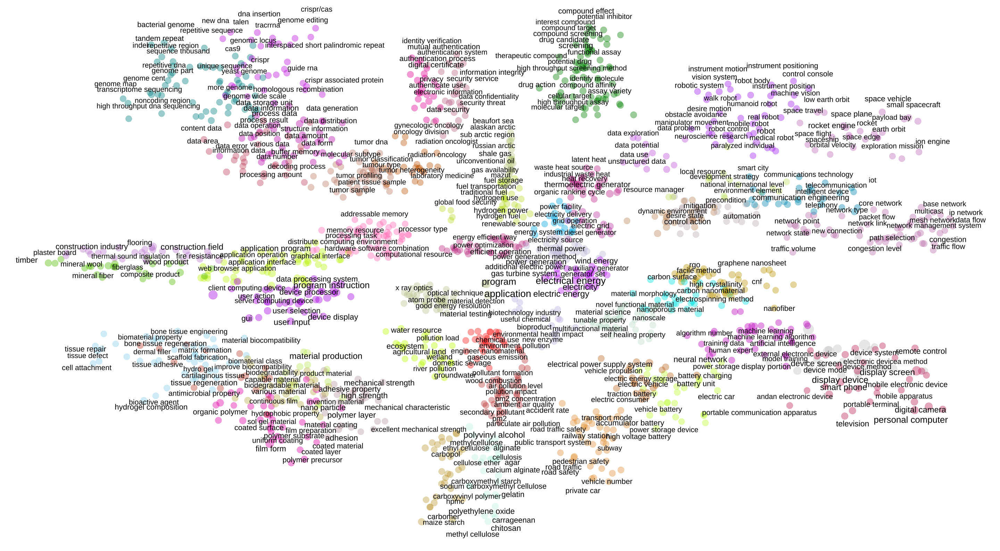 crispr/cas
dna insertion
new dna
talen
genome editing
bacterial genome
tracrrna
repetitive sequence
tandem repeat
genomic locus
repetitive region
interspaced short palindromic repeat
sequence thousand
cas9
crispr
repetitive dna
unique sequence
genome part
yeast genome
guide rna
genome cent
genome map
crispr associated protein
transcriptome sequencing
more genome
homologous recombination
genome wide scale
noncoding region
data storage unit
high throughput dna sequencing
data information
data generation
process data
process result
data distribution
content data
data operation
structure information
data position
data amount
data area
data error
various data
data form
information data
buffer memory
molecular subtype
data number
decoding process
processing amount
identity verification
mutual authentication
authentication system
authentication process
digital certificate
information integrity
privacy
security service
authenticate user
electronic information
data confidentiality
security threat
data security
gynecologic oncology
oncology division
tumor dna
radiation oncologist
radiation oncology
tumor classification
tumour type
tumor heterogeneity
tumor profiling
laboratory medicine
patient tissue sample
tumor sample
compound effect
potential inhibitor
interest compound
compound target
compound screening
drug candidate
screening
functional assay
therapeutic compound
potential drug
high throughput screening method
identify molecule
drug action
compound affinity
assay variety
cellular target
high throughput assay
molecular target
beaufort sea
alaskan arctic
sub arctic region
russian arctic
shale gas
unconventional oil
gas availability
mazut
fuel storage
fuel transportation
traditional fuel
hydrogen use
global food security
hydrogen power
hydrogen fuel
renewable source
latent heat
waste heat source
industrial waste heat
heat recovery
thermoelectric generator
organic rankine cycle
resource manager
data exploration
data potential
data use
unstructured data
instrument positioning
instrument motion
vision system
control console
robot body
robotic system
instrument position
machine vision
walk robot
low earth orbit
space vehicle
humanoid robot
small spacecraft
desire motion
space travel
obstacle avoidance
space plane
payload bay
real robot
manipulator movement
mobile robot
rocket engine
rocket
data problem
robot control
robot
earth orbit
space flight
neuroscience research
medical robot
spaceship
space edge
ion engine
paralyzed individual
orbital velocity
exploration mission
smart city
local resource
communications technology
development strategy
iot
national international level
telecommunication
environment element
intelligent device
precondition
communication engineering
telephony
core network
base network
mitigation
network type
multicast
ip network
dynamic environment
desire state
automation
packet flow
mesh network
data flow
control action
network point
network link
network management system
network state
new connection
path selection
congestion
traffic volume
congestion level
traffic flow
power facility
electricity delivery
grid operation
electric grid
energy system
diesel generator
electricity source
thermal power
energy efficient way
power optimization
efficient operation
power generation method
power generation
wind energy
additional electric power
auxiliary generator
gas turbine system
generator set
program
electrical energy
electricity
application
electric energy
addressable memory
memory resource
processor type
processing task
distribute computing environment
application program
hardware software combination
application operation
graphical interface
computational resource
application interface
web browser application
construction industry
flooring
construction field
plaster board
timber
thermal sound insulation
fire resistance
mineral wool
fiberglass
wood product
mineral fiber
composite product
data processing system
program instruction
client computing device
device processor
user action
server computing device
user selection
gui
user input
device display
x ray optics
optical technique
atom probe
material detection
good energy resolution
material testing
biotechnology industry
useful chemical
bioproduct
rgo
graphene nanosheet
facile method
carbon surface
cnf
high crystallinity
carbon nanomaterial
material morphology
electrospinning method
novel functional material
nanoporous material
nanofiber
material science
tunable property
nanoscale
multifunctional material
self healing property
algorithm number
machine learning
machine learning algorithm
training data
artificial intelligence
human expert
external electronic device
neural network
model training
power storage
display portion
device screen
device system
remote control
electronic devicea method
device method
device mode
display screen
display device
smart phone
mobile electronic device
andan electronic device
mobile apparatus
portable terminal
digital camera
portable communication apparatus
television
personal computer
bone tissue engineering
biomaterial property
bone tissue regeneration
material biocompatibility
tissue repair
dermal filler
matrix formation
tissue defect
scaffold fabrication
tissue adhesive
biomaterial class
cell attachment
hydro gel
improve biocompatibility
cartilaginous tissue
biodegradability
product material
tissue regeneration
capable material
biodegradable material
material production
mechanical strength
adhesive property
antimicrobial property
various material
high strength
bioactive agent
continuous film
invention material
hydrogel composition
nano particle
mechanical characteristic
organic polymer
hydrophobic property
polymer layer
sol gel material
material coating
coated surface
film preparation
excellent mechanical strength
polymer substrate
adhesion
uniform coating
coated material
film form
coated layer
polymer precursor
water resource
pollution load
ecosystem
agricultural land
wetland
domestic sewage
river pollution
groundwater
environmental health impact
chemical use
new enzyme
environment pollution
engineer nanomaterial
gaseous emission
pollutant formation
wood combustion
air pollution level
pollution impact
pm2 concentration
ambient air quality
secondary pollutant
accident rate
pm2
particulate air pollution
electrical power supply system
vehicle propulsion
electric energy storage
battery charging
electric vehicle
battery unit
traction battery
electric consumer
electric car
vehicle battery
transport mode
accumulator battery
road traffic safety
power storage device
railway station
high voltage battery
public transport system
subway
pedestrian safety
road traffic
road safety
vehicle number
private car
polyvinyl alcohol
methylcellulose
ethyl cellulose
alginate
carbopol
cellulosis
cellulose ether
agar
calcium alginate
carboxymethyl starch
sodium carboxymethyl cellulose
carboxyvinyl polymer
gelatin
hpmc
polyethylene oxide
carbomer
maize starch
carrageenan
chitosan
methyl cellulose